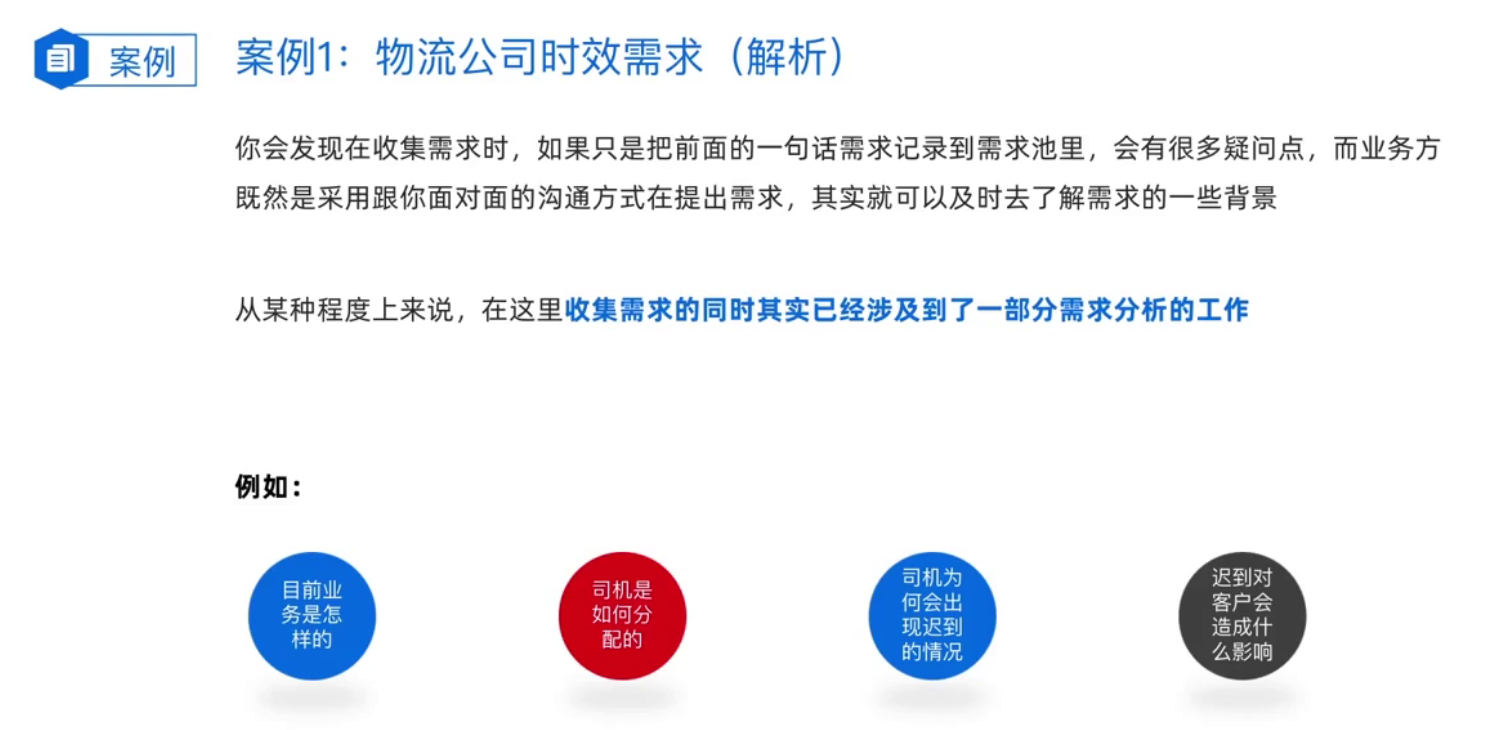 案例
案例1：物流公司时效需求（解析）
你会发现在收集需求时，如果只是把前面的一句话需求记录到需求池里，会有很多疑问点，而业务方
既然是采用跟你面对面的沟通方式在提出需求，其实就可以及时去了解需求的一些背景
从某种程度上来说，在这里收集需求的同时其实已经涉及到了一部分需求分析的工作
例如：
目前业
务是怎
样的
司机是
如何分
配的
司机为
何会出
现迟到
的情况
迟到对
客户会
造成什
么影响